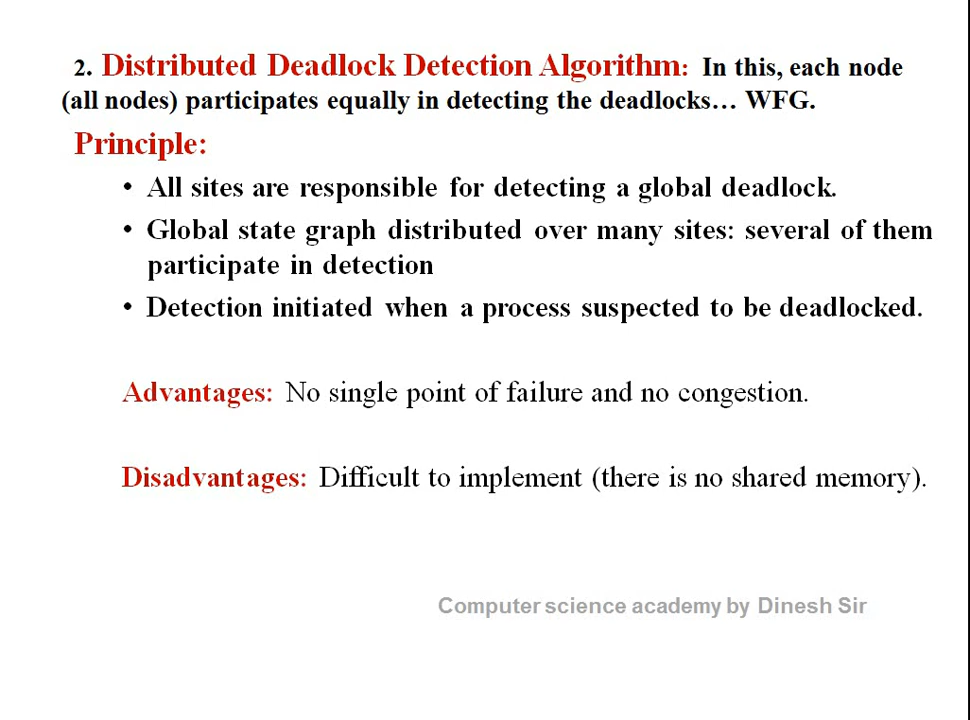 2. Distributed Deadlock Detection Algorithm: In this, each node
(all nodes) participates equally in detecting the deadlocks... WFG.
Principle:
• All sites are responsible for detecting a global deadlock.
• Global state graph distributed over many sites: several of them
participate in detection
• Detection initiated when a process suspected to be deadlocked.
Advantages: No single point of failure and no congestion.
Disadvantages: Difficult to implement (there is no shared memory).
Computer science academy by Dinesh Sir